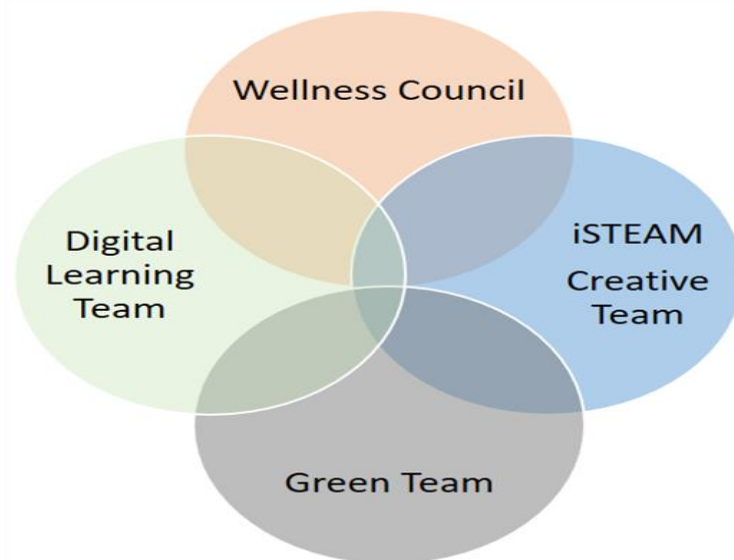 Wellness Council
Digital
Learning
Team
iSTEAM
Creative
Team
Green Team